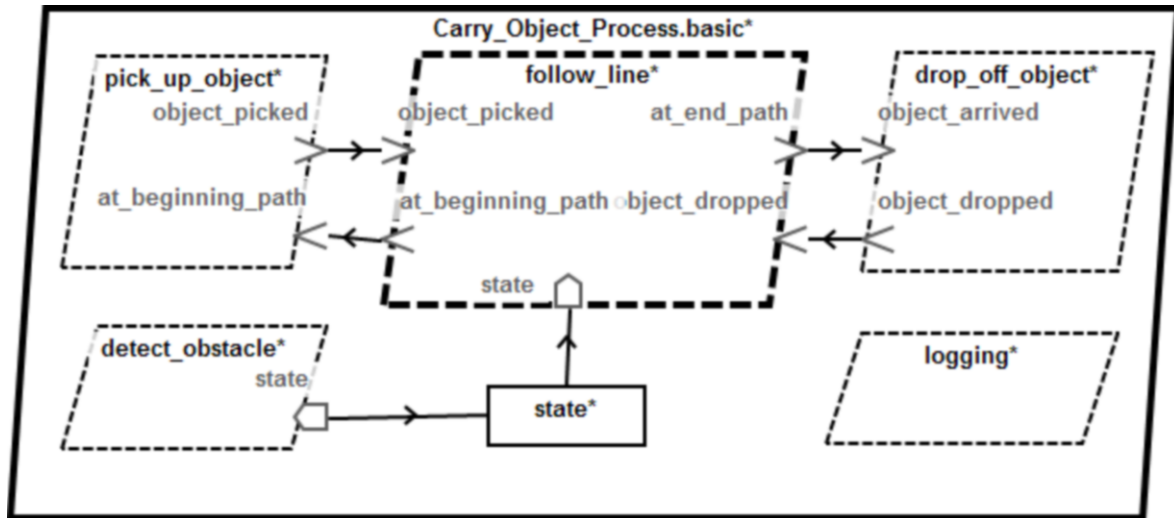 Carry_Object_Process.basic*
pick_up_object*
follow_line*
drop_off_object*
object_picked
object_picked
at_end_path
object_arrived
at_beginning_path
at_beginning_path
object_dropped
object_dropped
state
detect_obstacle*
state
state*
logging*